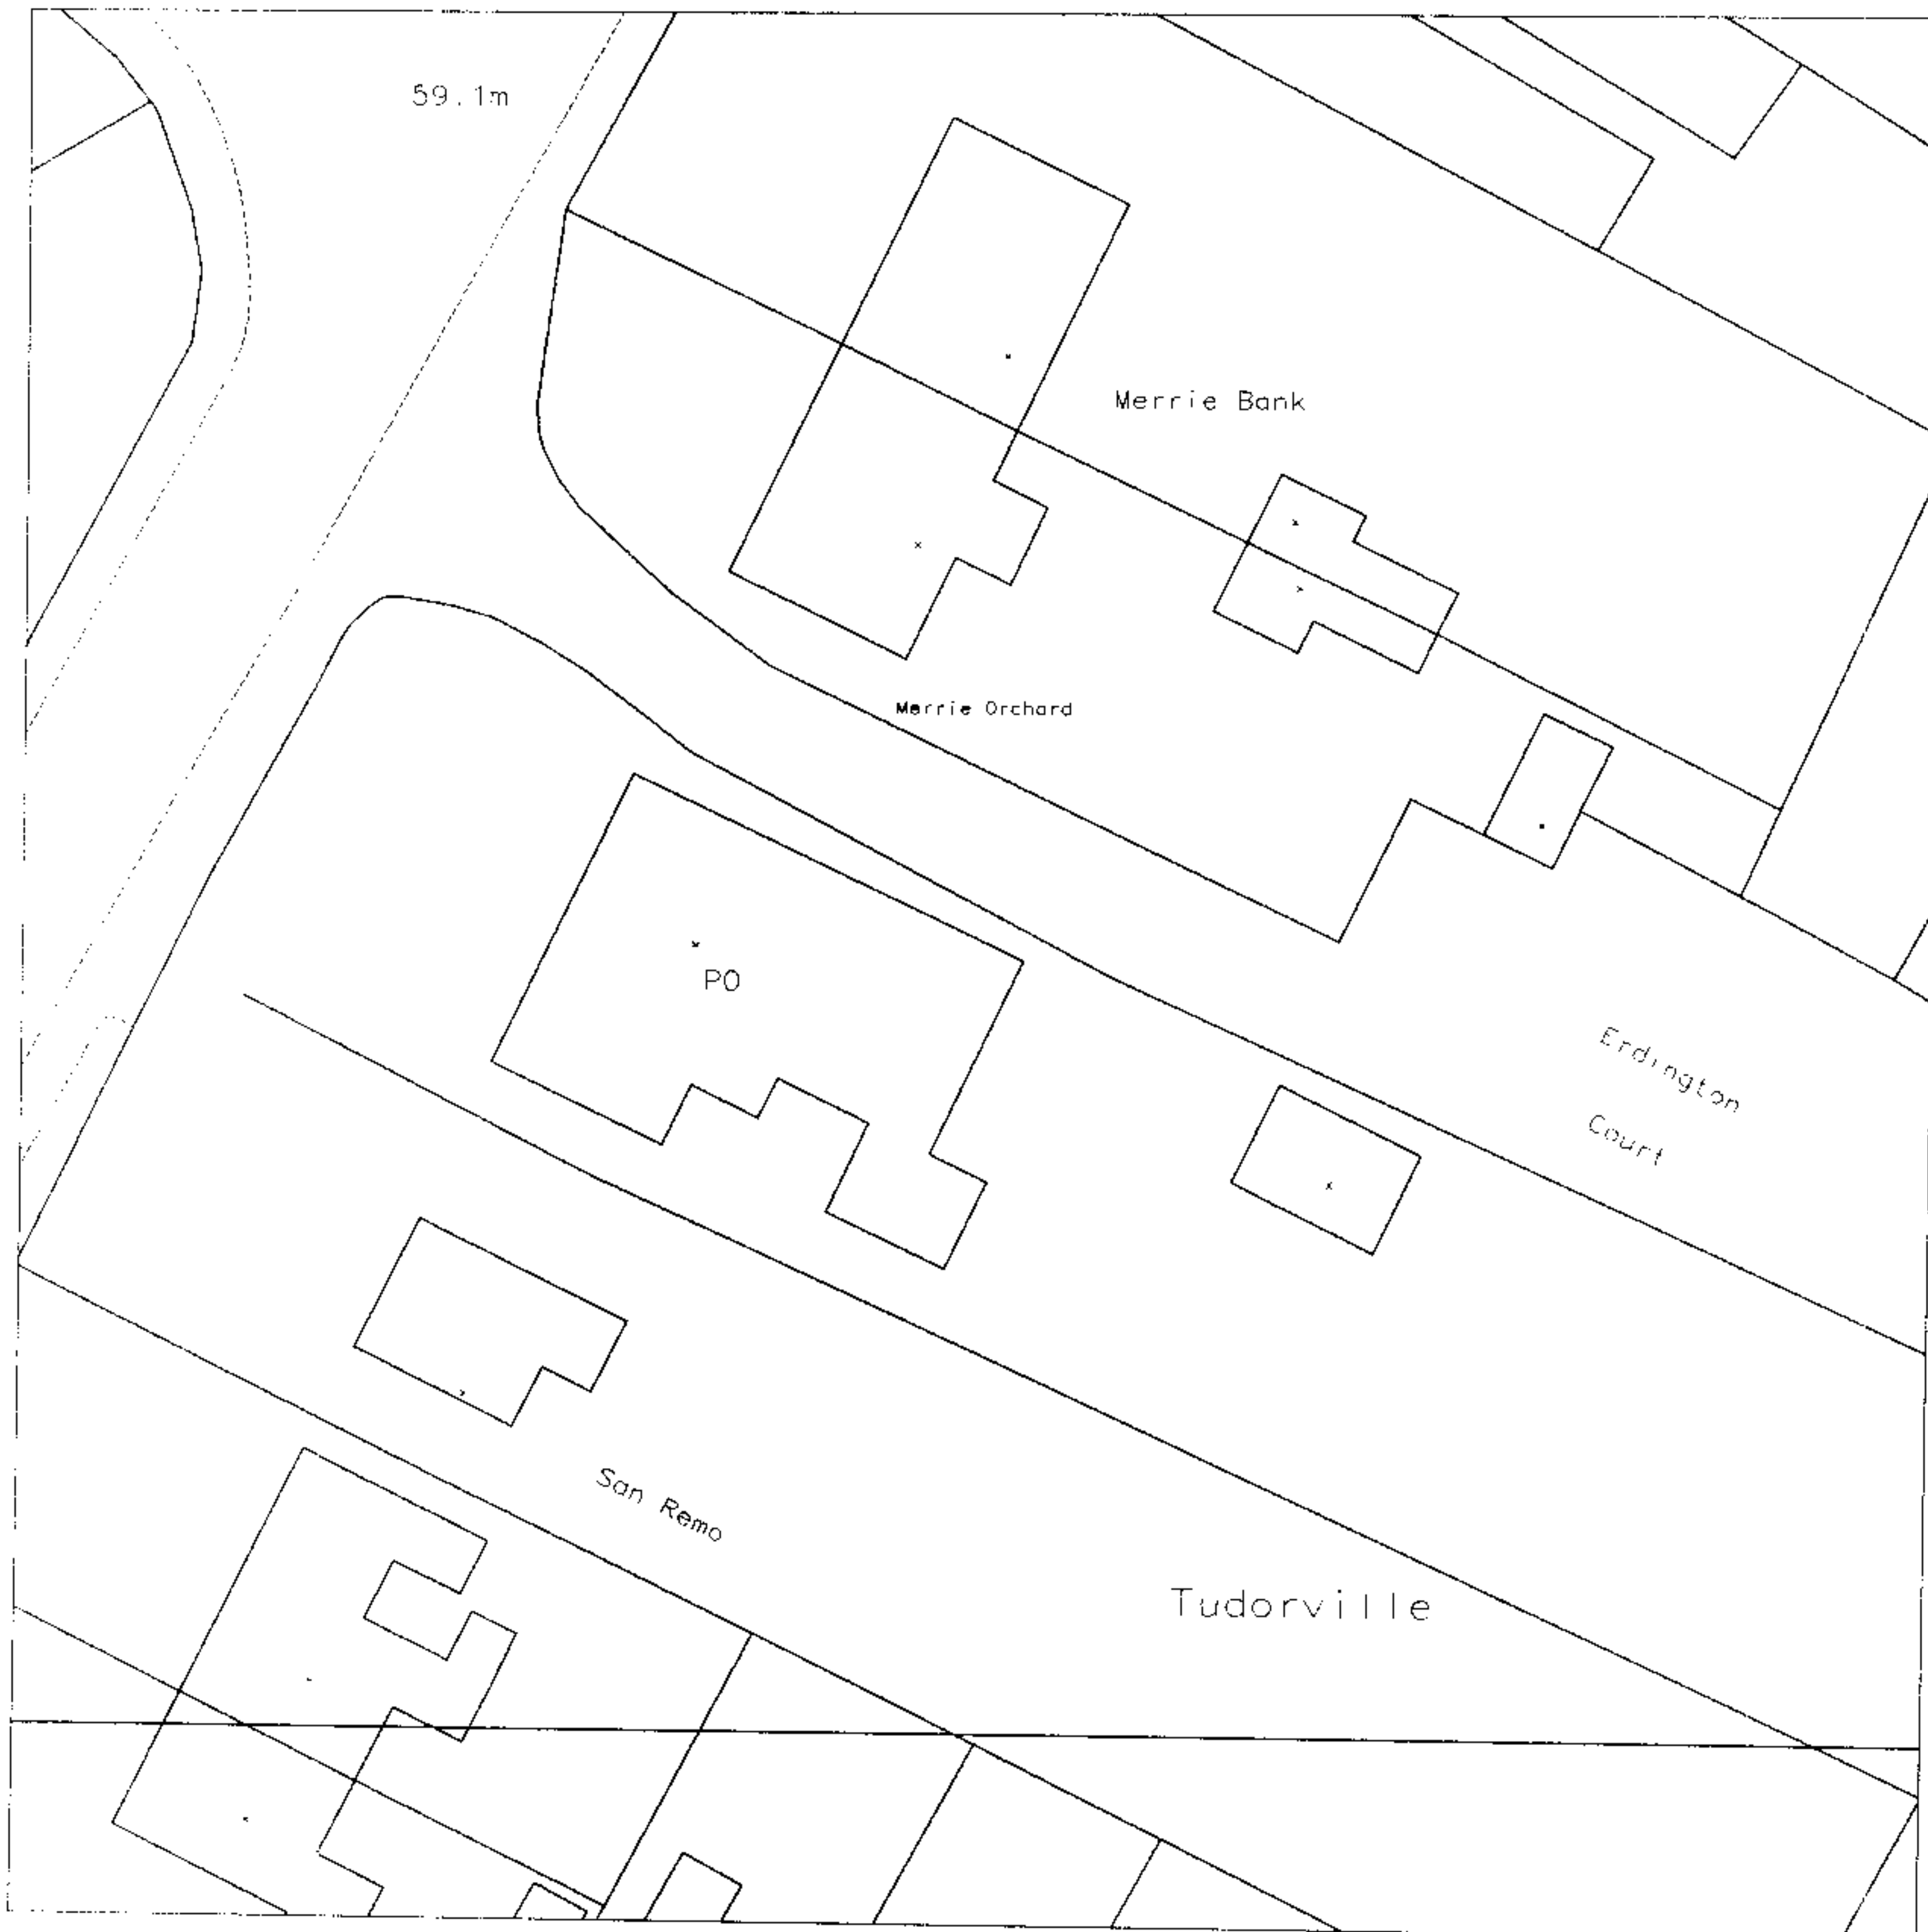 59.1m
Merrie Bank
Merrie Orchard
PO
Erdington
Court
San Remo
Tudorville